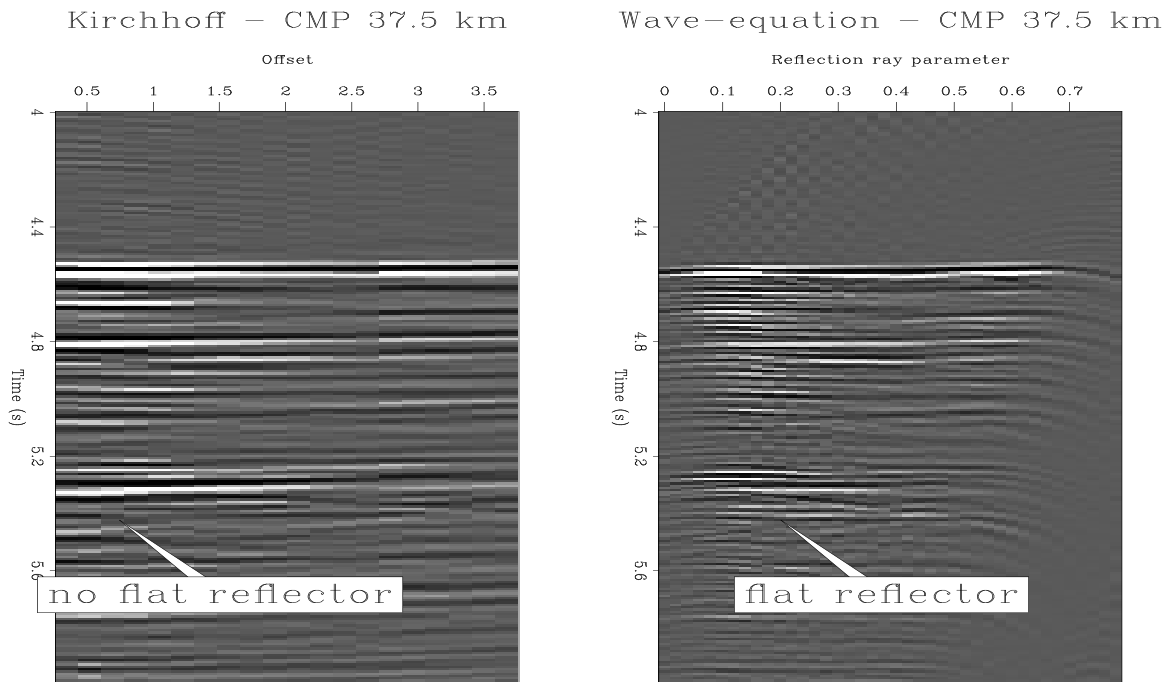 Kirchhoff - CMP 37.5 km
Offset
0.5 1 1.5 2 2.5 3 3.5
4
4.4
4.8
5.2
5.6
Time (s)
no flat reflector
Wave-equation - CMP 37.5 km
Reflection ray parameter
0 0.1 0.2 0.3 0.4 0.5 0.6 0.7
4
4.4
4.8
5.2
5.6
Time (s)
flat reflector